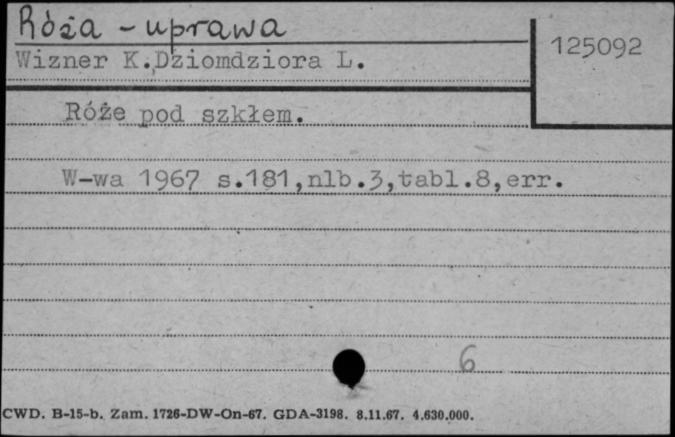 Róża - uprawa
125092
Wizner K.,Dziomdziora L.
Róże pod szkłem.
W-wa 1967 s.181,nlb.3,tabl.8,err.
6
CWD. B-15-b. Zam. 1726-DW-On-67. GDA-3198. 8.11.67. 4.630.000.